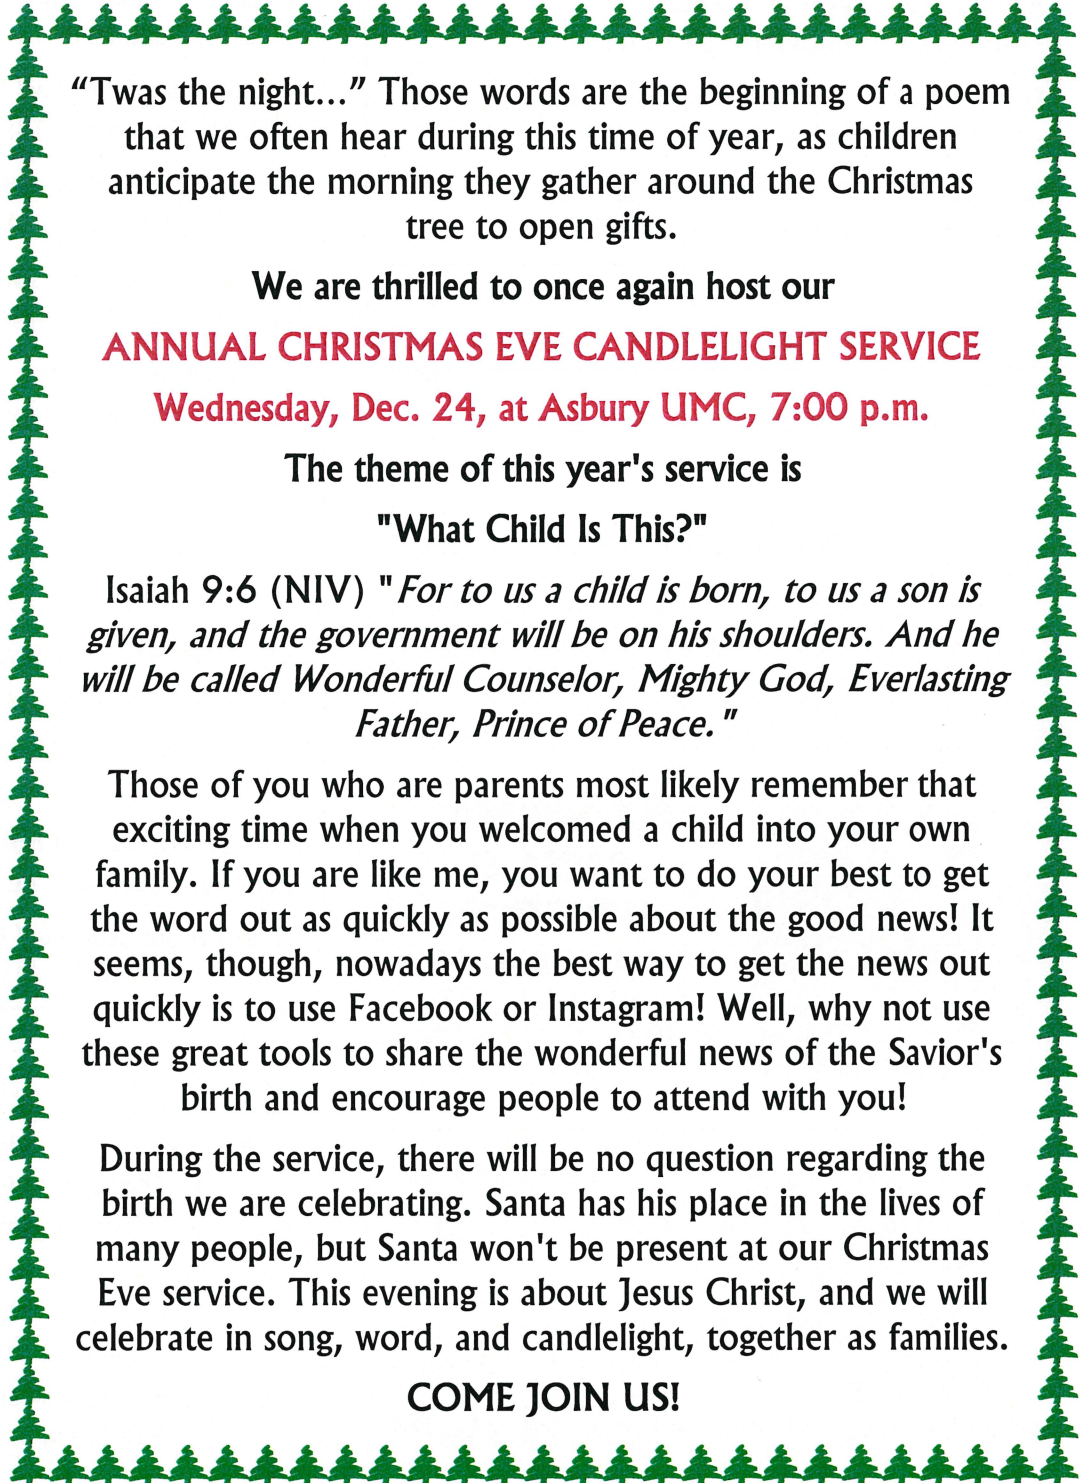 “Twas the night...” Those words are the beginning of a poem
that we often hear during this time of year, as children
anticipate the morning they gather around the Christmas
tree to open gifts.
We are thrilled to once again host our
ANNUAL CHRISTMAS EVE CANDLELIGHT SERVICE
Wednesday, Dec. 24, at Asbury UMC, 7:00 p.m.
The theme of this year's service is
"What Child Is This?"
Isaiah 9:6 (NIV) "For to us a child is born, to us a son is
given, and the government will be on his shoulders. And he
will be called Wonderful Counselor, Mighty God, Everlasting
Father, Prince of Peace."
Those of you who are parents most likely remember that
exciting time when you welcomed a child into your own
family. If you are like me, you want to do your best to get
the word out as quickly as possible about the good news! It
seems, though, nowadays the best way to get the news out
quickly is to use Facebook or Instagram! Well, why not use
these great tools to share the wonderful news of the Savior's
birth and encourage people to attend with you!
During the service, there will be no question regarding the
birth we are celebrating. Santa has his place in the lives of
many people, but Santa won't be present at our Christmas
Eve service. This evening is about Jesus Christ, and we will
celebrate in song, word, and candlelight, together as families.
COME JOIN US!